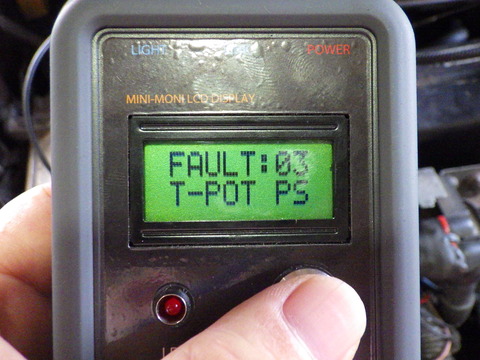 LIGHT POWER
MINI-MONI LCD DISPLAY
FAULT:03
T-POT PS